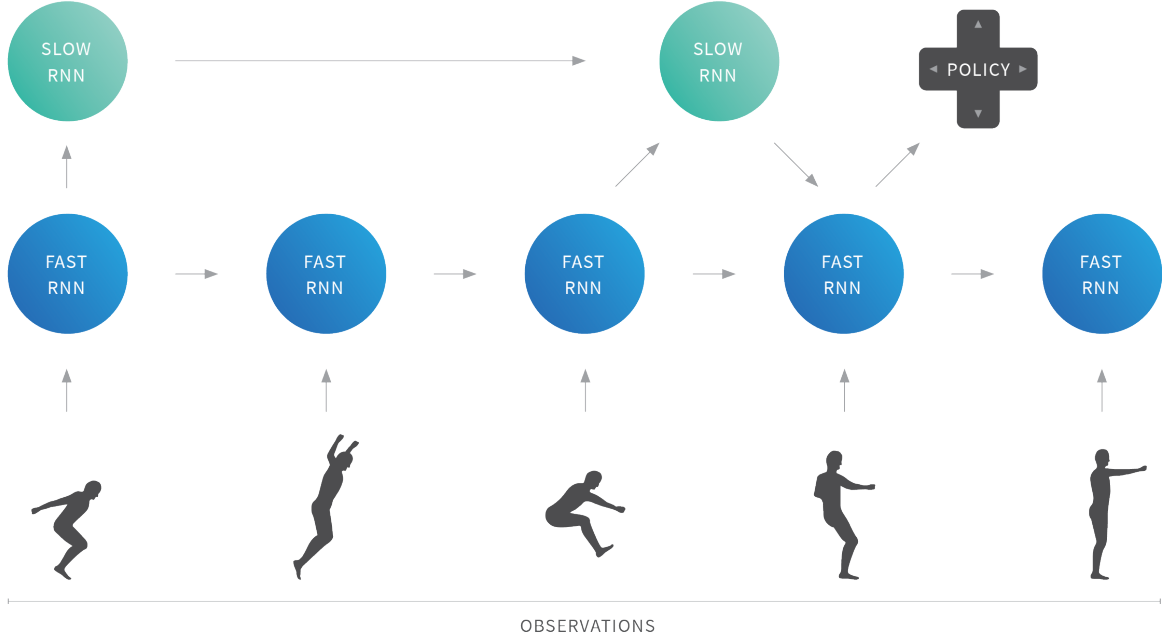 SLOW
RNN
SLOW
RNN
POLICY
FAST
RNN
FAST
RNN
FAST
RNN
FAST
RNN
FAST
RNN
OBSERVATIONS